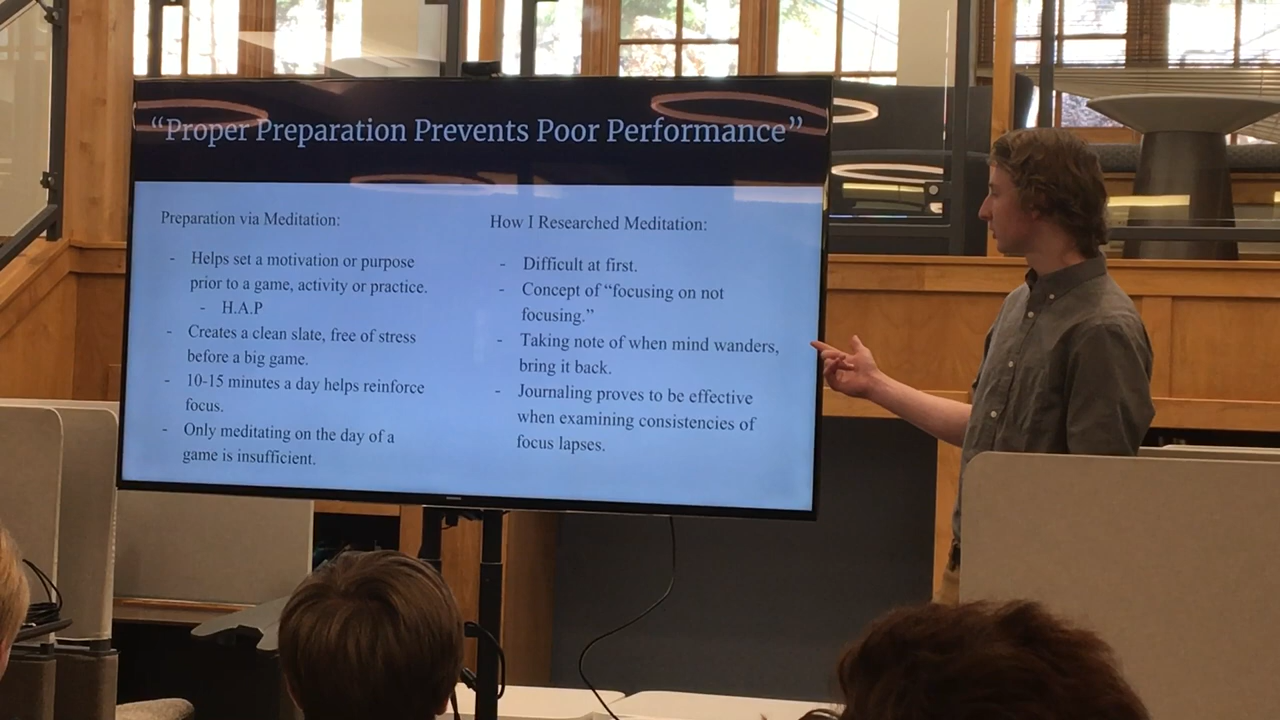 “Proper Preparation Prevents Poor Performance”
Preparation via Meditation:
- Helps set a motivation or purpose
prior to a game, activity or practice.
- H.A.P
- Creates a clean slate, free of stress
before a big game.
- 10-15 minutes a day helps reinforce
focus.
- Only meditating on the day of a
game is insufficient.
How I Researched Meditation:
- Difficult at first.
- Concept of “focusing on not
focusing.”
- Taking note of when mind wanders,
bring it back.
- Journaling proves to be effective
when examining consistencies of
focus lapses.